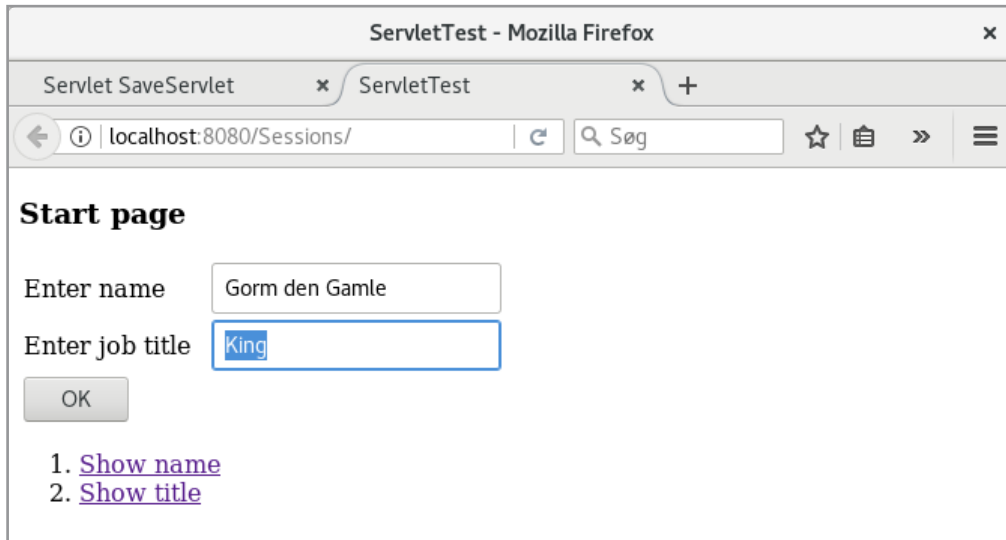 ServletTest - Mozilla Firefox
Servlet SaveServlet ServletTest
localhost:8080/Sessions/ Søg
Start page
Enter name Gorm den Gamle
Enter job title King
OK
1. Show name
2. Show title